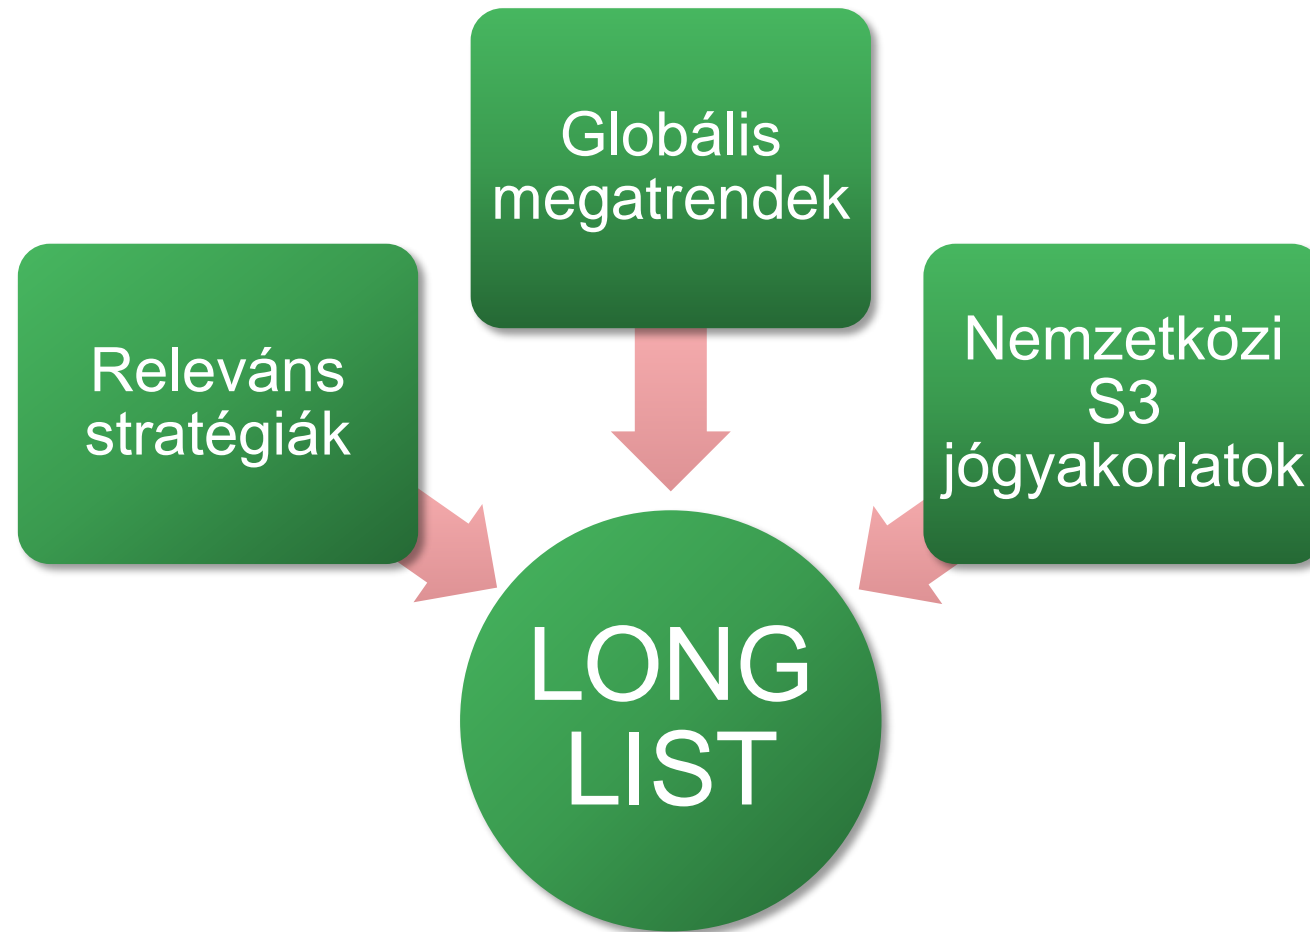 Globális
megatrendek
Releváns
stratégiák
Nemzetközi
S3
jógyakorlatok
LONG
LIST